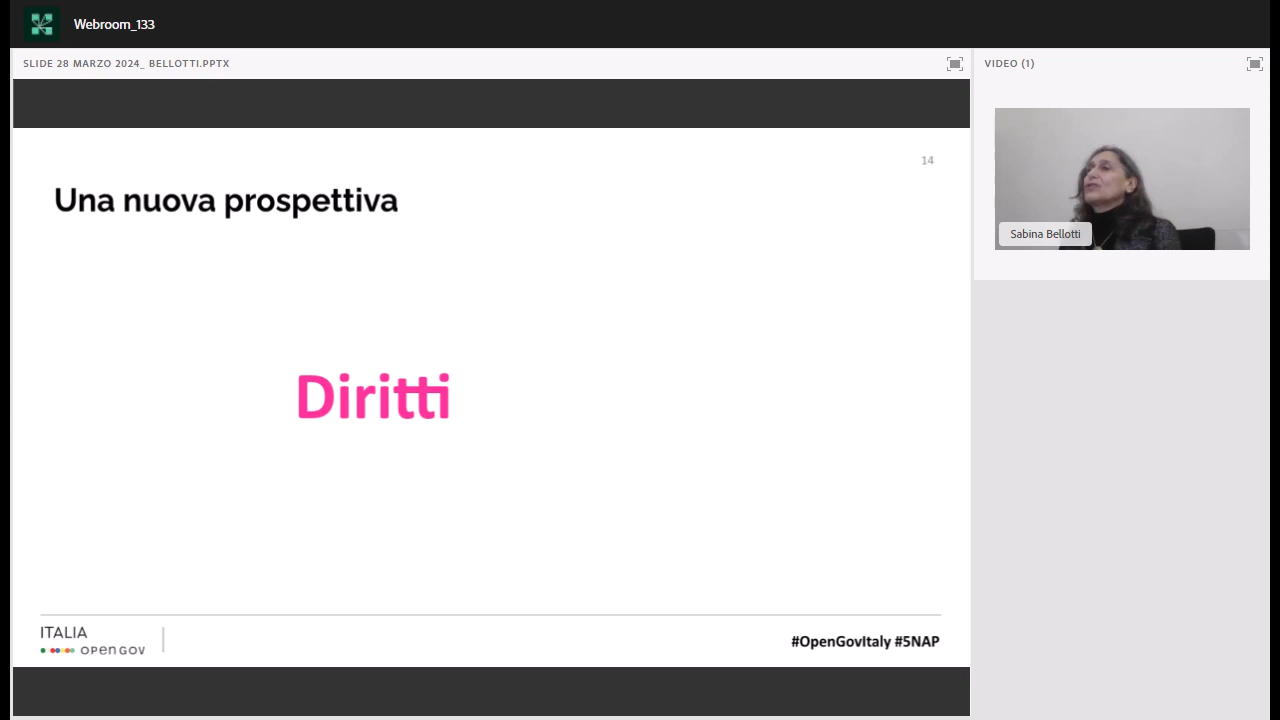 Webroom_133
SLIDE 28 MARZO 2024_ BELLOTTI.PPTX
VIDEO (1)
14
Una nuova prospettiva
Sabina Bellotti
Diritti
ITALIA
OPEN GOV
#OpenGovItaly #5NAP